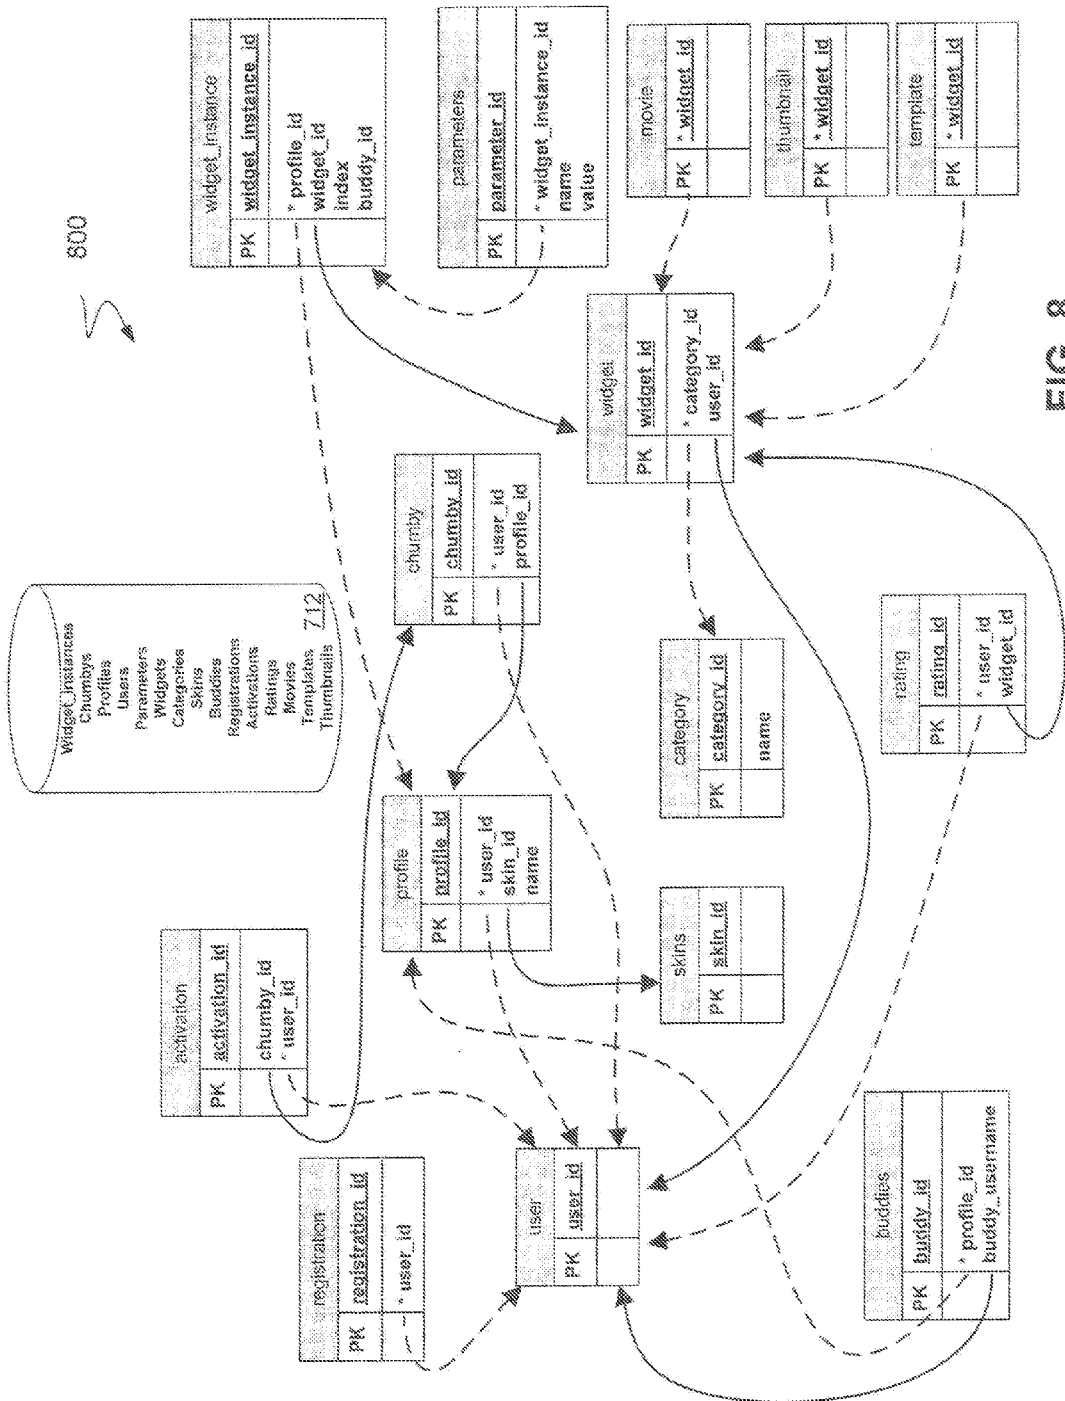 800
Widget_instances
Chumbys
Profiles
Users
Parameters
Widgets
Categories
Skins
Buddies
Registrations
Activations
Ratings
Movies
Templates
Thumbnails
712
registration
PK registration_id
* user_id
activation
PK activation_id
chumby_id
* user_id
widget_instance
PK widget_instance_id
* profile_id
widget_id
index
buddy_id
profile
PK profile_id
* user_id
skin_id
name
chumby
PK chumby_id
* user_id
profile_id
parameters
PK parameter_id
* widget_instance_id
name
value
user
PK user_id
skins
PK skin_id
category
PK category_id
name
widget
PK widget_id
* category_id
user_id
movie
PK * widget_id
thumbnail
PK * widget_id
template
PK * widget_id
buddies
PK buddy_id
* profile_id
buddy_username
rating
PK rating_id
* user_id
widget_id
FIG. 8